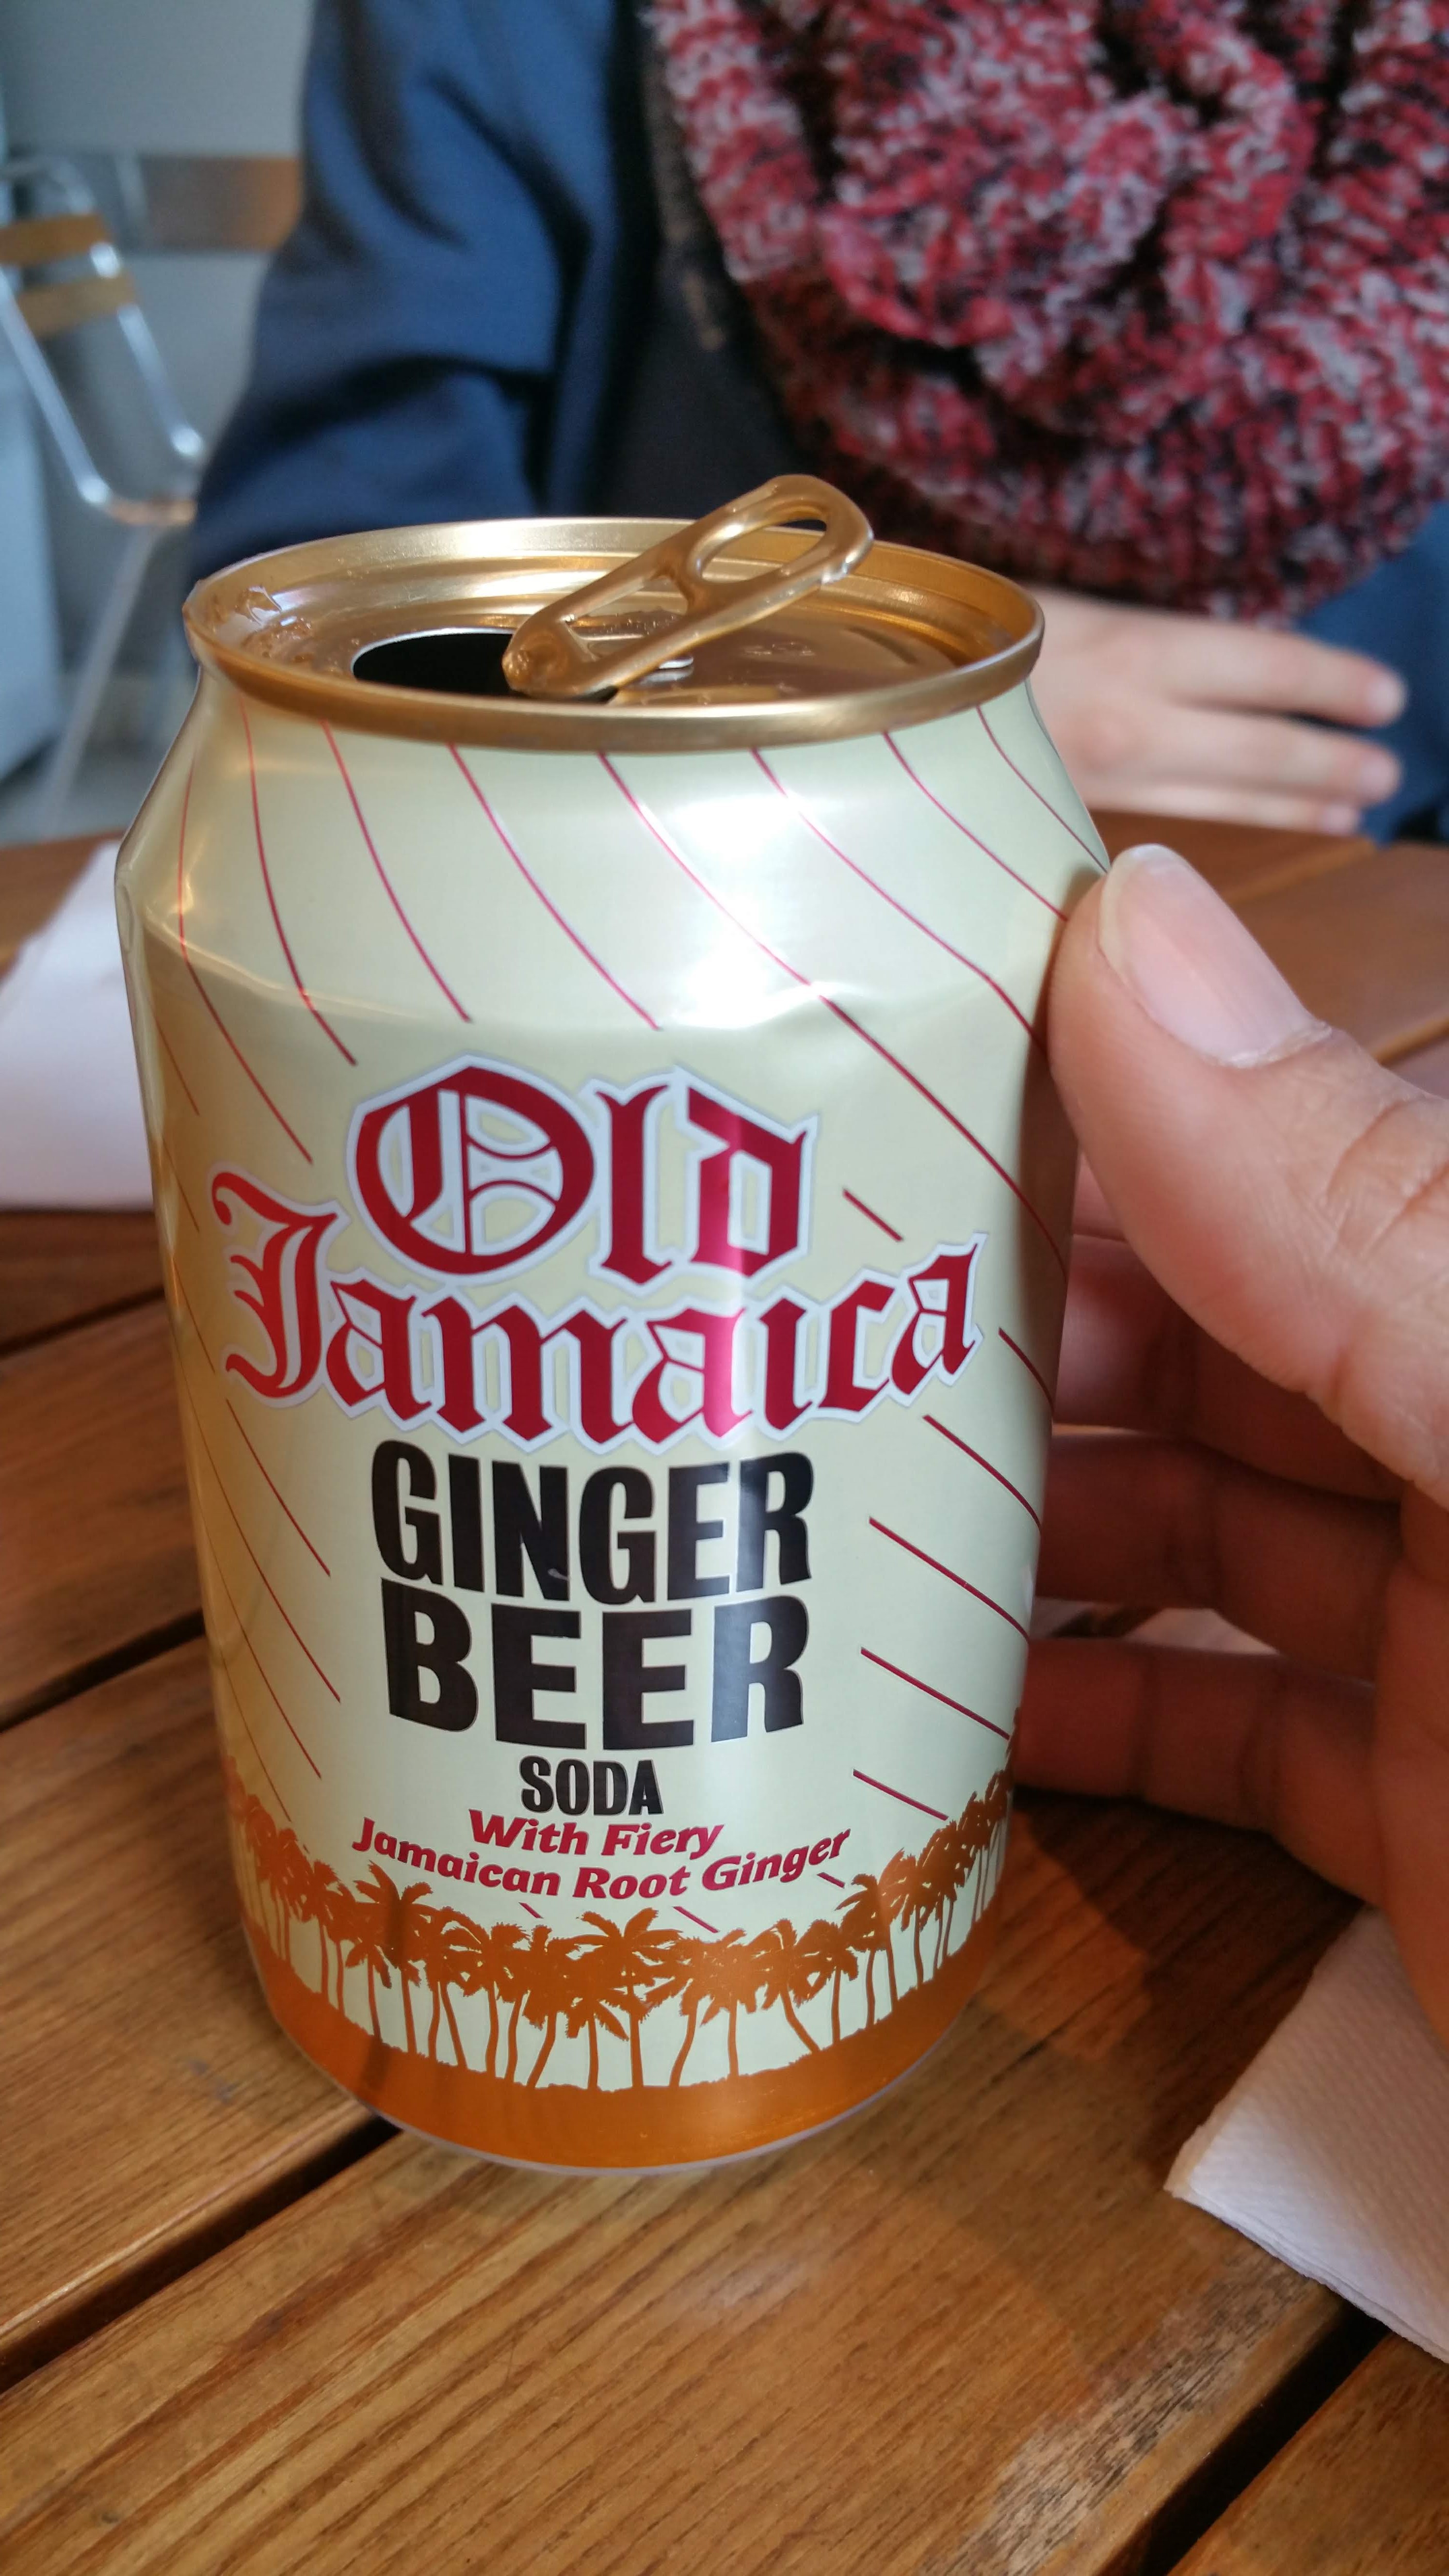 Old
Jamaica
GINGER
BEER
SODA
With Fiery
Jamaican Root Ginger